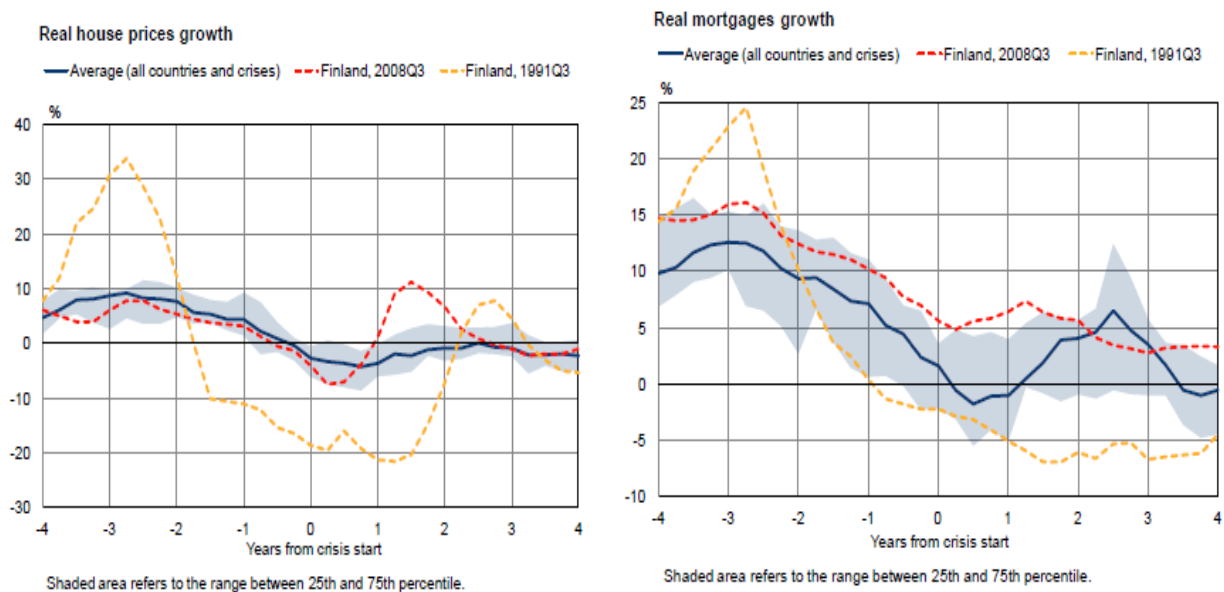 Real house prices growth
Average (all countries and crises) Finland, 2008Q3 Finland, 1991Q3
%
40
30
20
10
0
-10
-20
-30
-4 -3 -2 -1 0 1 2 3 4
Years from crisis start
Shaded area refers to the range between 25th and 75th percentile.
Real mortgages growth
Average (all countries and crises) Finland, 2008Q3 Finland, 1991Q3
%
25
20
15
10
5
0
-5
-10
-4 -3 -2 -1 0 1 2 3 4
Years from crisis start
Shaded area refers to the range between 25th and 75th percentile.